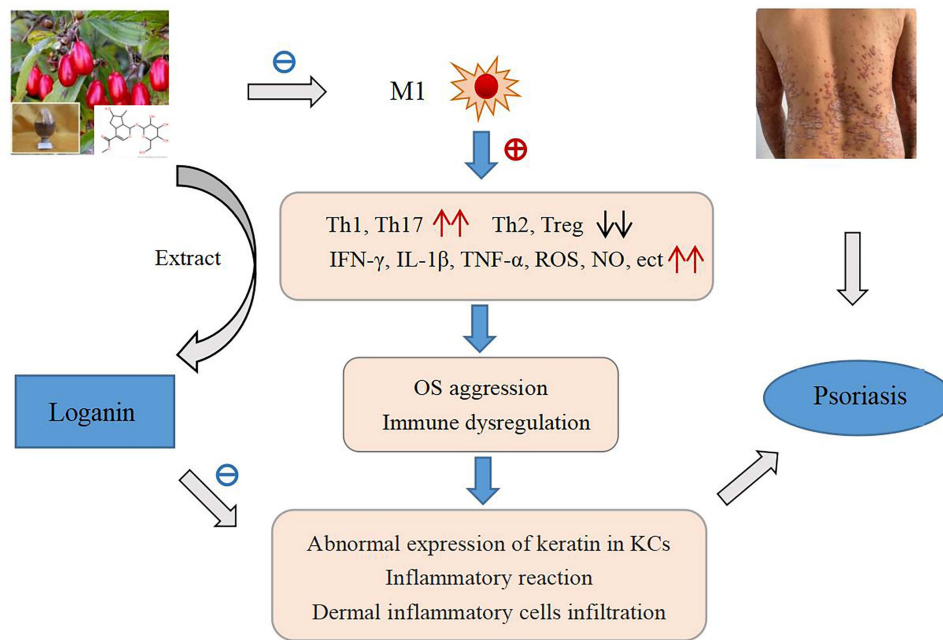 M1
Th1, Th17 Th2, Treg
IFN-γ, IL-1β, TNF-α, ROS, NO, ect
Extract
OS aggression
Immune dysregulation
Loganin
Psoriasis
Abnormal expression of keratin in KCs
Inflammatory reaction
Dermal inflammatory cells infiltration